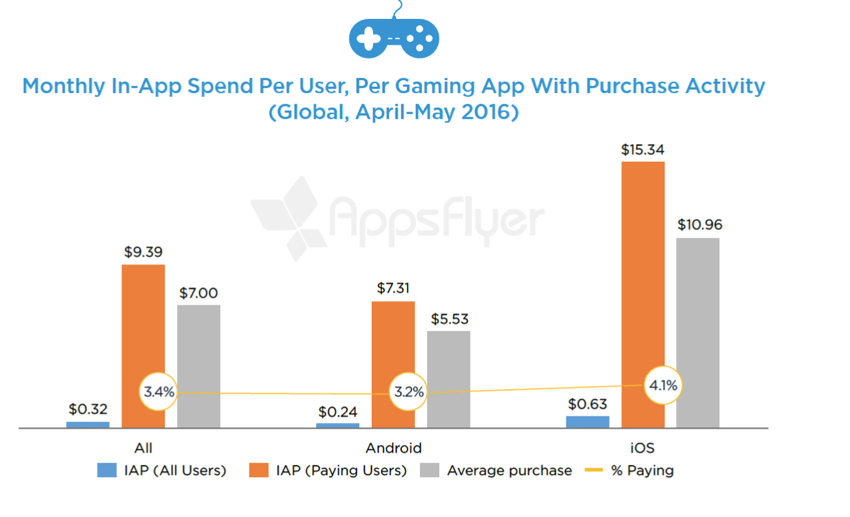 Monthly In-App Spend Per User, Per Gaming App With Purchase Activity
(Global, April-May 2016)
AppsFlyer
$15.34
$10.96
$9.39
$7.00
$7.31
$5.53
3.4%
3.2%
4.1%
$0.32
$0.24
$0.63
All
Android
iOS
IAP (All Users)
IAP (Paying Users)
Average purchase
% Paying